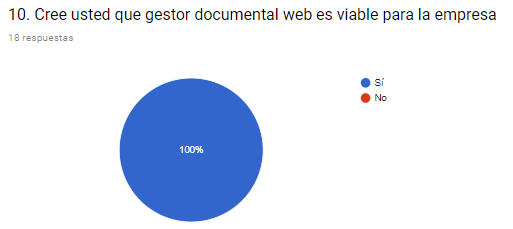 10. Cree usted que gestor documental web es viable para la empresa
18 respuestas
Sí
No
100%